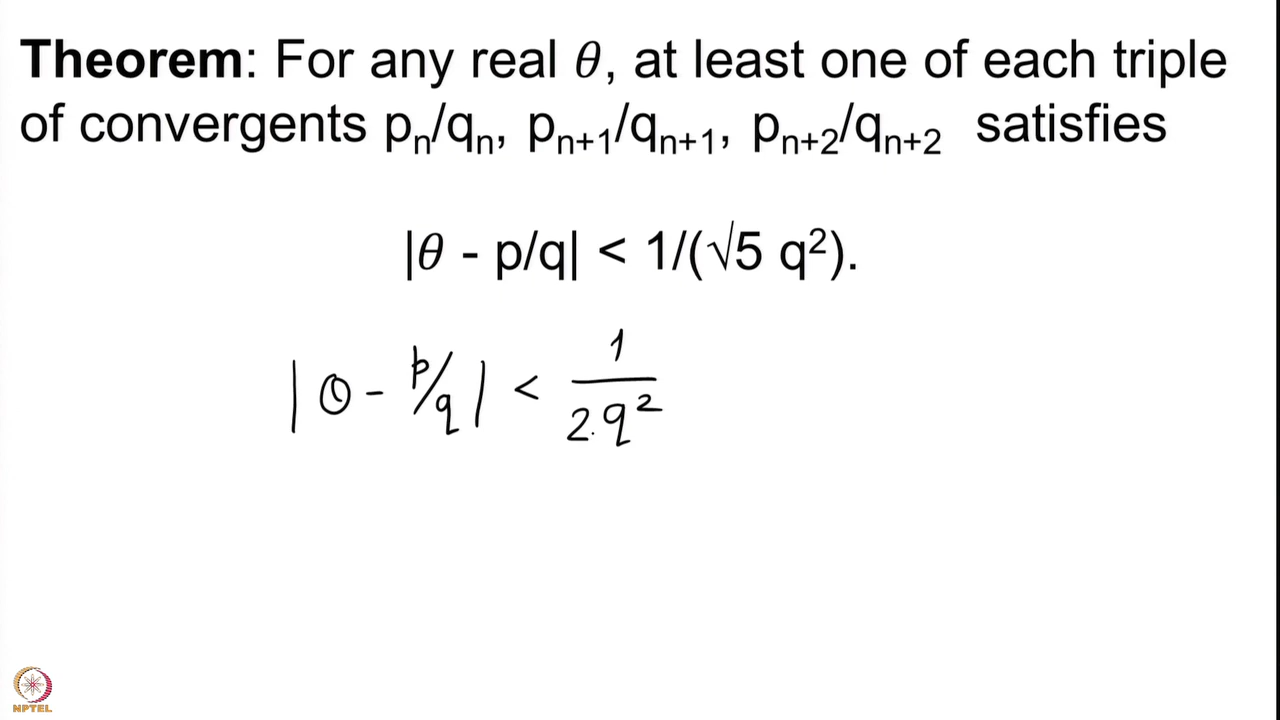 Theorem: For any real θ, at least one of each triple
of convergents pₙ/qₙ, pₙ₊₁/qₙ₊₁, pₙ₊₂/qₙ₊₂ satisfies
|θ - p/q| < 1/(√5 q²).
|θ - p/q| < 1/2.q²
NPTEL